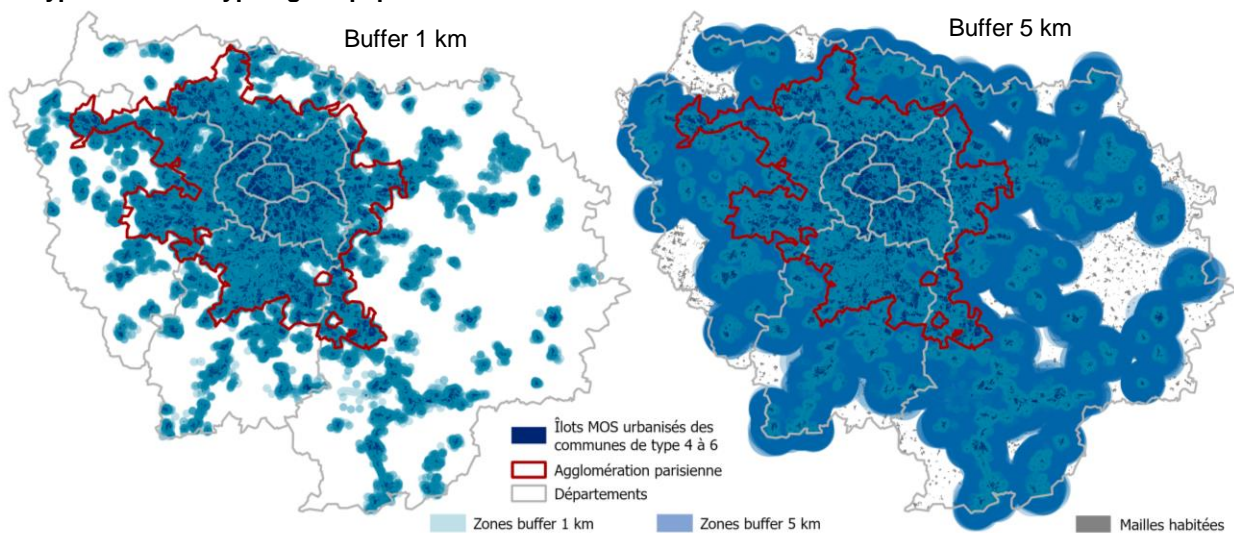 Buffer 1 km
Buffer 5 km
Îlots MOS urbanisés des
communes de type 4 à 6
Agglomération parisienne
Départements
Zones buffer 1 km
Zones buffer 5 km
Mailles habitées